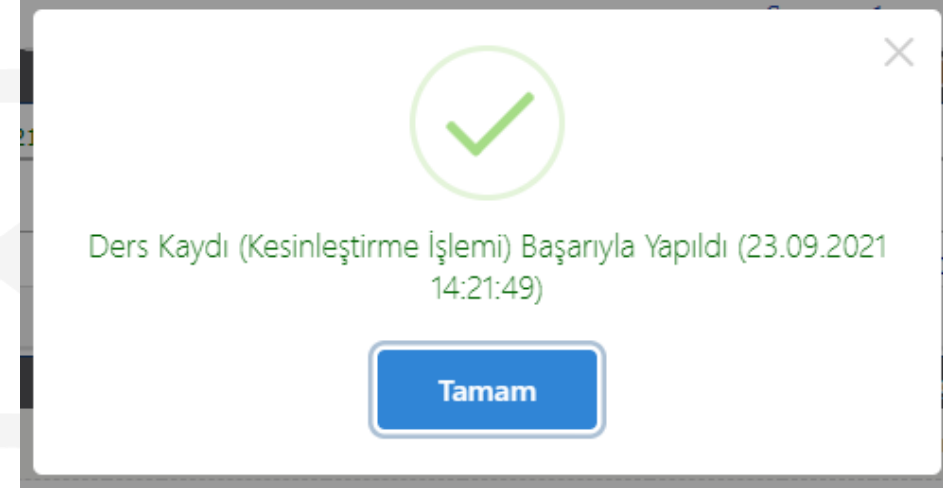 Ders Kaydı (Kesinleştirme İşlemi) Başarıyla Yapıldı (23.09.2021
14:21:49)
Tamam